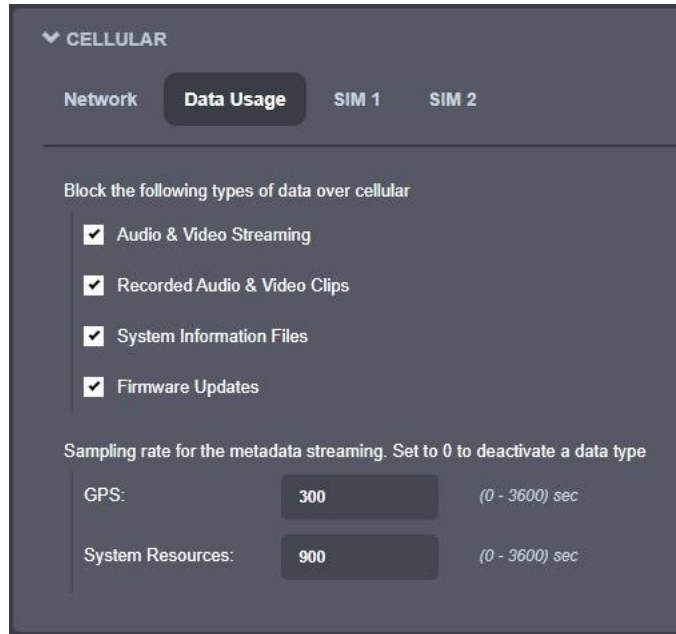 CELLULAR
Network Data Usage SIM 1 SIM 2
Block the following types of data over cellular
Audio & Video Streaming
Recorded Audio & Video Clips
System Information Files
Firmware Updates
Sampling rate for the metadata streaming. Set to 0 to deactivate a data type
GPS: 300 (0 - 3600) sec
System Resources: 900 (0 - 3600) sec